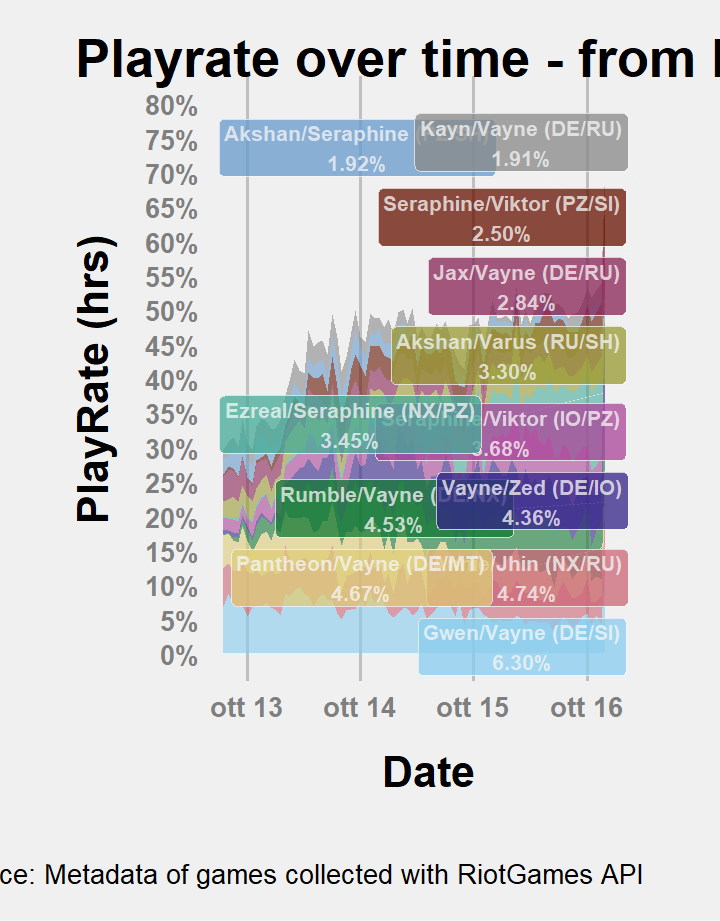 Playrate over time - from
80%
75%
70%
65%
60%
55%
50%
45%
40%
35%
30%
25%
20%
15%
10%
5%
0%
PlayRate (hrs)
Akshan/Seraphine
1.92%
Kayn/Vayne (DE/RU)
1.91%
Seraphine/Viktor (PZ/SI)
2.50%
Jax/Vayne (DE/RU)
2.84%
Akshan/Varus (RU/SH)
3.30%
Ezreal/Seraphine (NX/PZ)
3.45%
Seraphine/Viktor (IO/PZ)
3.68%
Rumble/Vayne (DE/NX)
4.53%
Vayne/Zed (DE/IO)
4.36%
Pantheon/Vayne (DE/MT)
4.67%
/Jhin (NX/RU)
4.74%
Gwen/Vayne (DE/SI)
6.30%
ott 13 ott 14 ott 15 ott 16
Date
ce: Metadata of games collected with RiotGames API